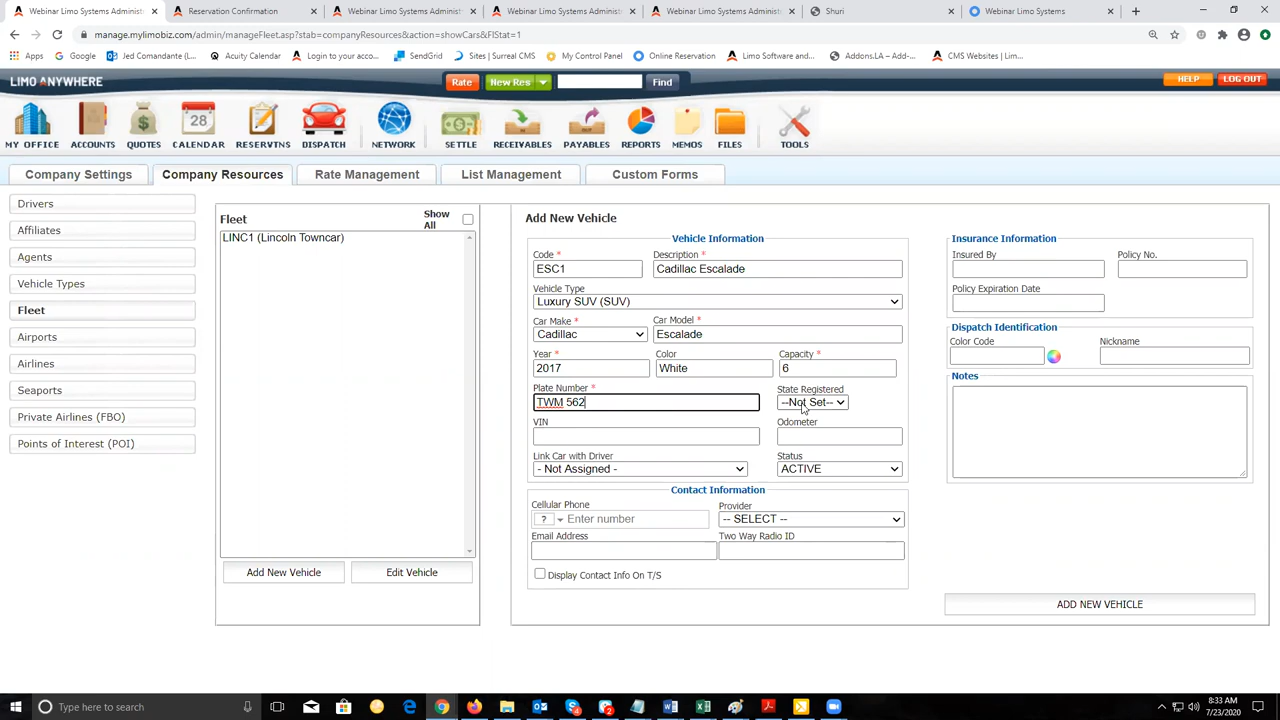 Webinar Limo Systems Administ
Reservation Confirmation
Webinar Limo Systems Administ
Webinar Limo Systems Administ
Webinar Limo Systems Administ
Shuri
Webinar Limo Systems
manage.mylimobiz.com/admin/manageFleet.asp?stab=companyResources&action=showCars&FlStat=1
Apps
Google
Jed Comandante (L...
Acuity Calendar
Login to your acco...
SendGrid
Sites | Surreal CMS
My Control Panel
Online Reservation
Limo Software and...
Addons.LA – Add-...
CMS Websites | Lim...
LIMO ANYWHERE
Rate
New Res
Find
HELP
LOG OUT
28
MY OFFICE
ACCOUNTS
QUOTES
CALENDAR
RESERVTNS
DISPATCH
NETWORK
SETTLE
RECEIVABLES
PAYABLES
REPORTS
MEMOS
FILES
TOOLS
Company Settings
Company Resources
Rate Management
List Management
Custom Forms
Drivers
Affiliates
Agents
Vehicle Types
Fleet
Airports
Airlines
Seaports
Private Airlines (FBO)
Points of Interest (POI)
Fleet
Show All
LINC1 (Lincoln Towncar)
Add New Vehicle
Edit Vehicle
Add New Vehicle
Vehicle Information
Code *
Description *
ESC1
Cadillac Escalade
Vehicle Type
Luxury SUV (SUV)
Car Make *
Car Model *
Cadillac
Escalade
Year *
Color
Capacity *
2017
White
6
Plate Number *
State Registered
TWM 562
--Not Set--
VIN
Odometer
Link Car with Driver
Status
- Not Assigned -
ACTIVE
Contact Information
Cellular Phone
Provider
?
Enter number
-- SELECT --
Email Address
Two Way Radio ID
Display Contact Info On T/S
Insurance Information
Insured By
Policy No.
Policy Expiration Date
Dispatch Identification
Color Code
Nickname
Notes
ADD NEW VEHICLE
Type here to search
8:33 AM
7/23/2020